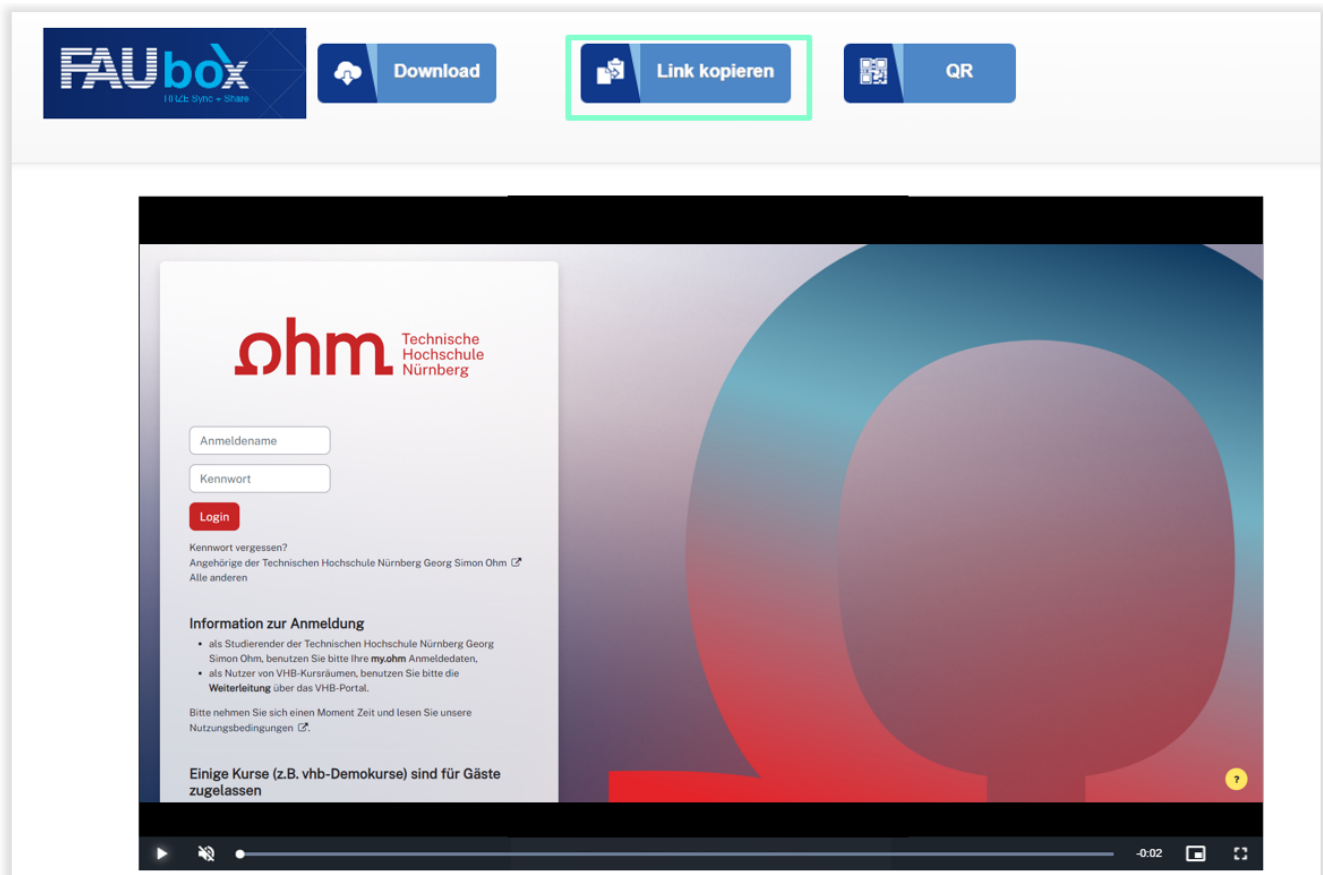 FAUbox
RRZE Sync + Share
Download
Link kopieren
QR
ohm
Technische
Hochschule
Nürnberg
Anmeldename
Kennwort
Login
Kennwort vergessen?
Angehörige der Technischen Hochschule Nürnberg Georg Simon Ohm
Alle anderen
Information zur Anmeldung
• als Studierender der Technischen Hochschule Nürnberg Georg
Simon Ohm, benutzen Sie bitte Ihre my.ohm Anmeldedaten,
• als Nutzer von VHB-Kursräumen, benutzen Sie bitte die
Weiterleitung über das VHB-Portal.
Bitte nehmen Sie sich einen Moment Zeit und lesen Sie unsere
Nutzungsbedingungen .
Einige Kurse (z.B. vhb-Demokurse) sind für Gäste
zugelassen
?
-0:02